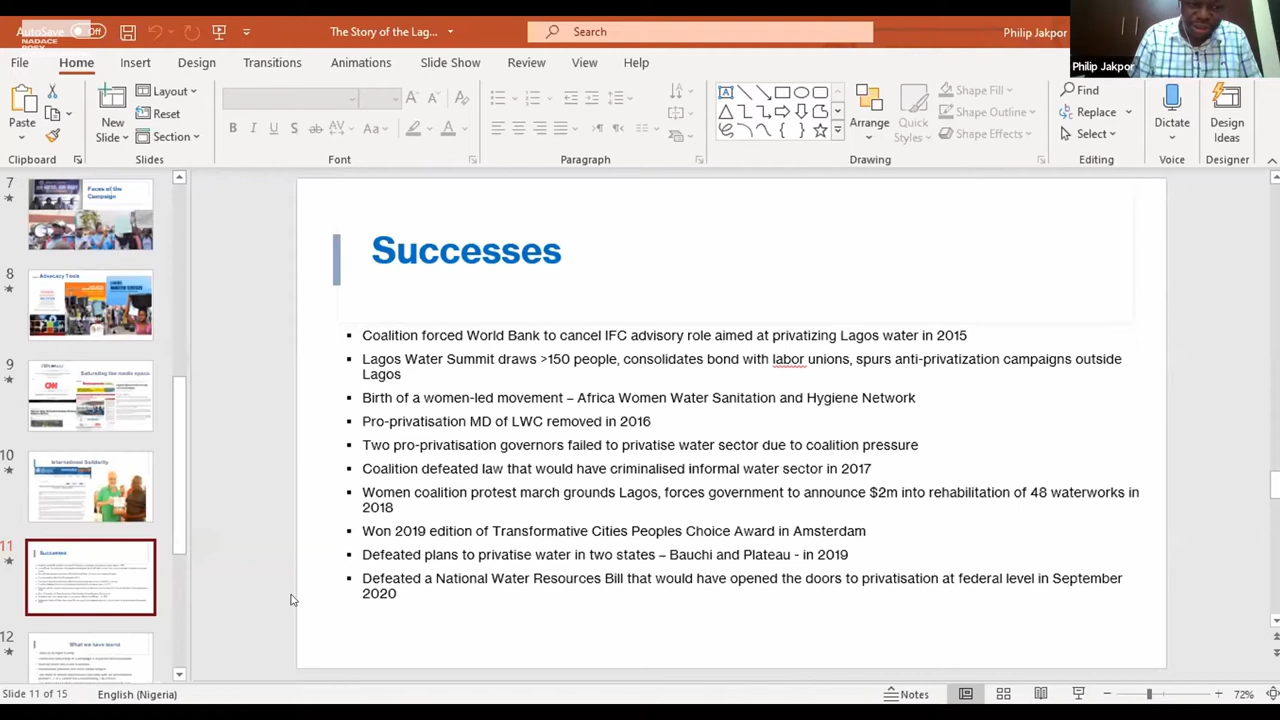 AutoSave
Off
NADACE
The Story of the Lag...
Search
Philip Jakpor
Philip Jakpor
File
Home
Insert
Design
Transitions
Animations
Slide Show
Review
View
Help
Paste
New
Slide
Layout
Reset
Section
B
I
U
S
ab
AV
Aa
A
Arrange
Quick
Styles
Shape Fill
Shape Outline
Shape Effects
Find
Replace
Select
Dictate
Design
Ideas
Clipboard
Slides
Font
Paragraph
Drawing
Editing
Voice
Designer
7
Faces of the
Campaign
8
Advocacy Tools
9
Saturating the media space
CNN
10
International Solidarity
11
Successes
12
What we have learnt
Successes
▪ Coalition forced World Bank to cancel IFC advisory role aimed at privatizing Lagos water in 2015
▪ Lagos Water Summit draws >150 people, consolidates bond with labor unions, spurs anti-privatization campaigns outside
Lagos
▪ Birth of a women-led movement – Africa Women Water Sanitation and Hygiene Network
▪ Pro-privatisation MD of LWC removed in 2016
▪ Two pro-privatisation governors failed to privatise water sector due to coalition pressure
▪ Coalition defeated law that would have criminalised informal water sector in 2017
▪ Women coalition protest march grounds Lagos, forces government to announce $2m into rehabilitation of 48 waterworks in
2018
▪ Won 2019 edition of Transformative Cities Peoples Choice Award in Amsterdam
▪ Defeated plans to privatise water in two states – Bauchi and Plateau - in 2019
▪ Defeated a National Water Resources Bill that would have opened the doors to privatisation at federal level in September
2020
Slide 11 of 15
English (Nigeria)
Notes
72%